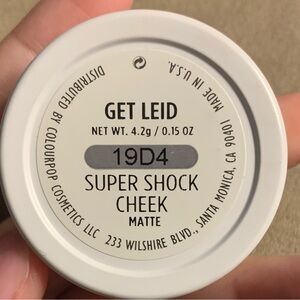 GET LEID
NET WT. 4.2g / 0.15 OZ
19D4
SUPER SHOCK
CHEEK
MATTE
DISTRIBUTED BY COLOURPOP COSMETICS LLC 233 WILSHIRE BLVD., SANTA MONICA, CA 90401 MADE IN U.S.A.